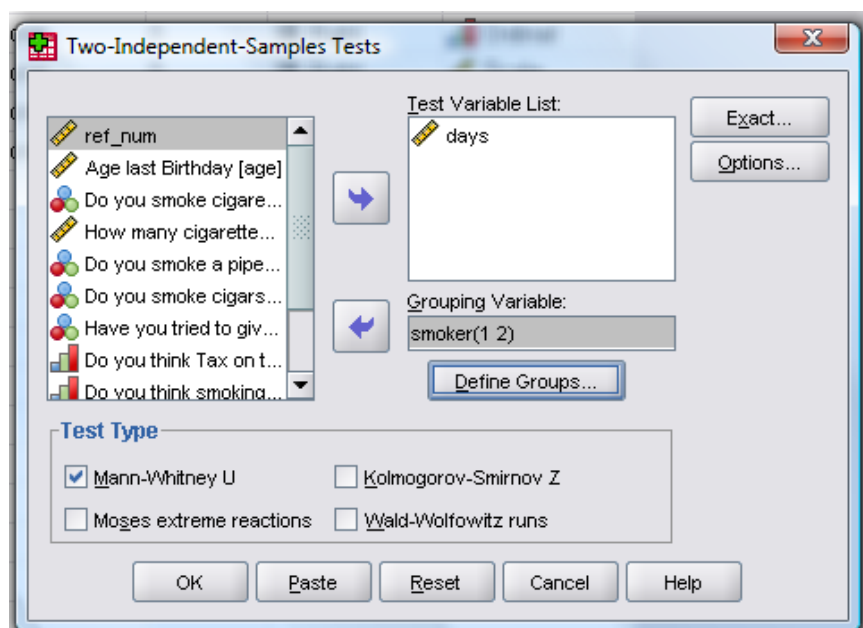 Two-Independent-Samples Tests
ref_num
Age last Birthday [age]
Do you smoke cigare...
How many cigarette...
Do you smoke a pipe...
Do you smoke cigars...
Have you tried to giv...
Do you think Tax on t...
Do you think smoking...
Test Variable List:
days
Grouping Variable:
smoker(1 2)
Define Groups...
Exact...
Options...
Test Type
Mann-Whitney U
Kolmogorov-Smirnov Z
Moses extreme reactions
Wald-Wolfowitz runs
OK
Paste
Reset
Cancel
Help